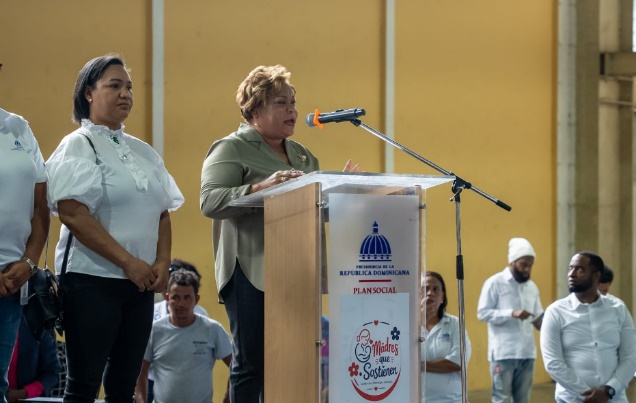 PRESIDENCIA DE LA
REPÚBLICA DOMINICANA
PLAN SOCIAL
Madres
que
Sostienen